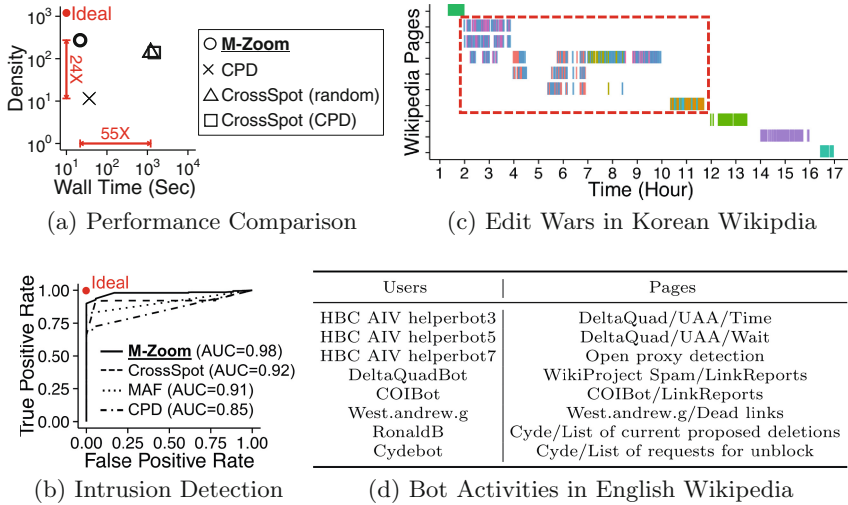 10³
10²
10¹
10⁰
Density
Ideal
24X
55X
10¹ 10² 10³ 10⁴
Wall Time (Sec)
M-Zoom
CPD
CrossSpot (random)
CrossSpot (CPD)
(a) Performance Comparison
Wikipedia Pages
1 2 3 4 5 6 7 8 9 10 11 12 13 14 15 16 17
Time (Hour)
(c) Edit Wars in Korean Wikipdia
True Positive Rate
1.00
0.75
0.50
0.25
0.00
Ideal
M-Zoom (AUC=0.98)
CrossSpot (AUC=0.92)
MAF (AUC=0.91)
CPD (AUC=0.85)
0.00 0.25 0.50 0.75 1.00
False Positive Rate
(b) Intrusion Detection
Users Pages
HBC AIV helperbot3 DeltaQuad/UAA/Time
HBC AIV helperbot5 DeltaQuad/UAA/Wait
HBC AIV helperbot7 Open proxy detection
DeltaQuadBot WikiProject Spam/LinkReports
COIBot COIBot/LinkReports
West.andrew.g West.andrew.g/Dead links
RonaldB Cyde/List of current proposed deletions
Cydebot Cyde/List of requests for unblock
(d) Bot Activities in English Wikipedia